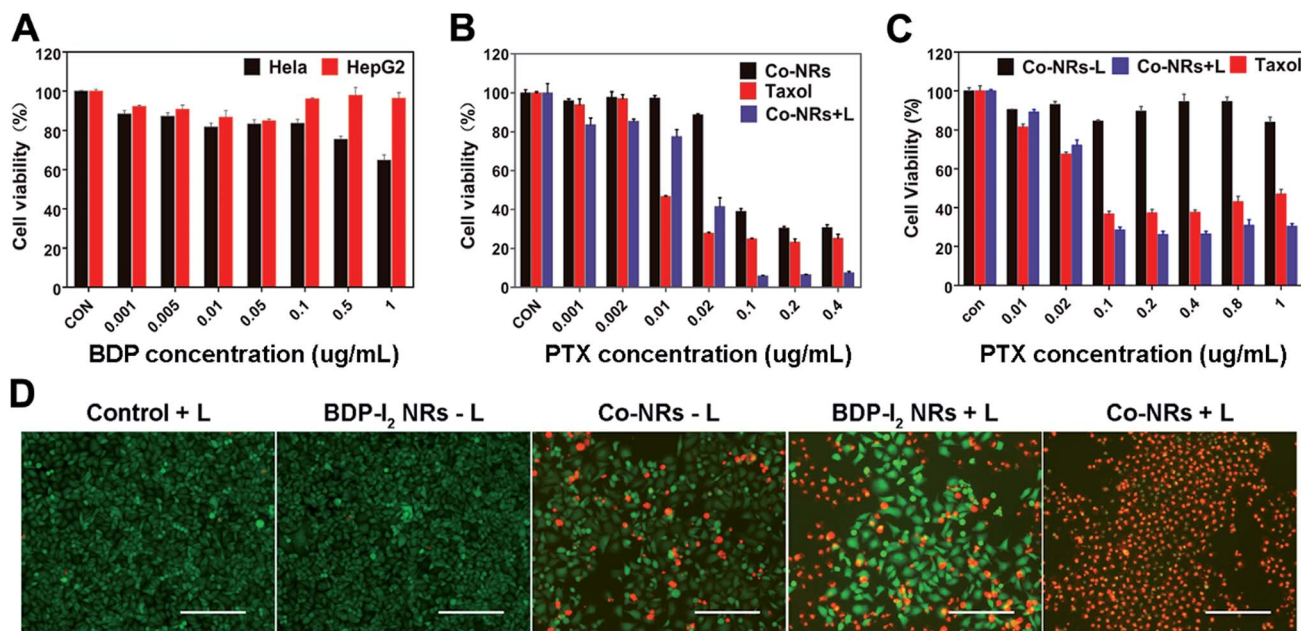 A
Cell viability (%)
120
100
80
60
40
20
0
Hela HepG2
CON 0.001 0.005 0.01 0.05 0.1 0.5 1
BDP concentration (ug/mL)
B
Cell viability (%)
120
100
80
60
40
20
0
Co-NRs
Taxol
Co-NRs+L
CON 0.001 0.002 0.01 0.02 0.1 0.2 0.4
PTX concentration (ug/mL)
C
Cell Viability (%)
120
100
80
60
40
20
0
Co-NRs-L Co-NRs+L Taxol
con 0.01 0.02 0.1 0.2 0.4 0.8 1
PTX concentration (ug/mL)
D
Control + L
BDP-I₂ NRs - L
Co-NRs - L
BDP-I₂ NRs + L
Co-NRs + L